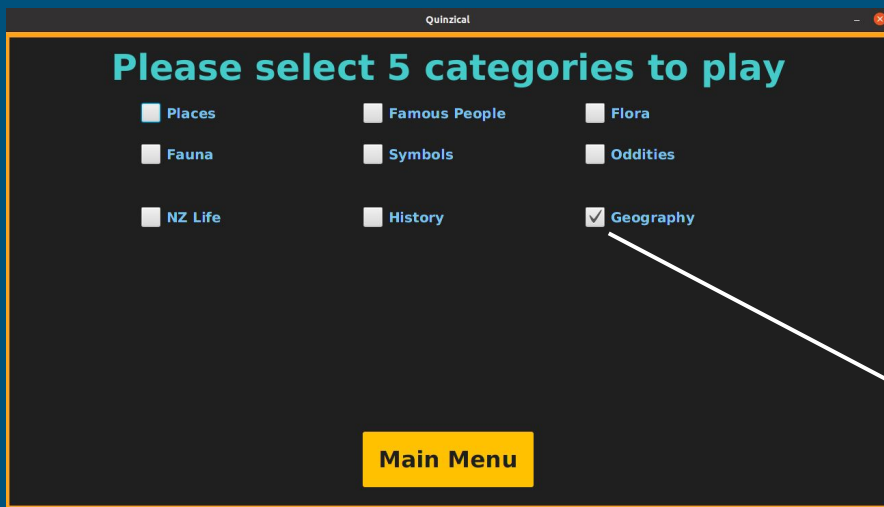 Quinzical
Please select 5 categories to play
Places Famous People Flora
Fauna Symbols Oddities
NZ Life History Geography
Main Menu